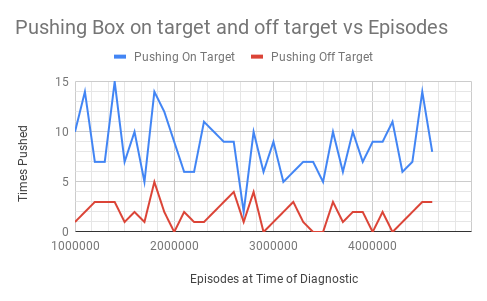 Pushing Box on target and off target vs Episodes
Pushing On Target
Pushing Off Target
15
10
5
0
Times Pushed
1000000
2000000
3000000
4000000
Episodes at Time of Diagnostic